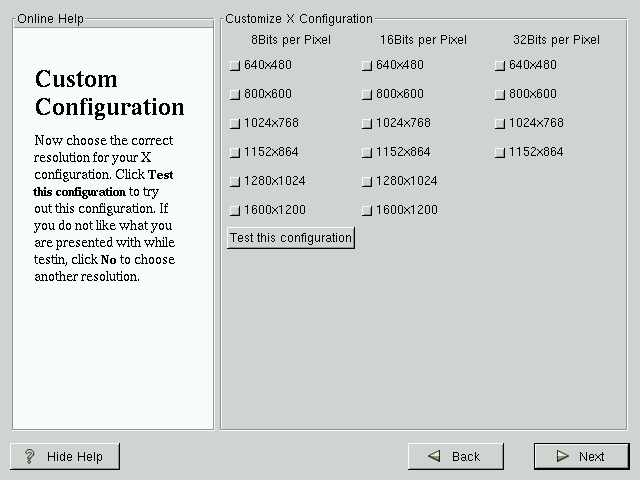 Online Help
Custom
Configuration
Now choose the correct
resolution for your X
configuration. Click Test
this configuration to try
out this configuration. If
you do not like what you
are presented with while
testin, click No to choose
another resolution.
Customize X Configuration
8Bits per Pixel 16Bits per Pixel 32Bits per Pixel
640x480 640x480 640x480
800x600 800x600 800x600
1024x768 1024x768 1024x768
1152x864 1152x864 1152x864
1280x1024 1280x1024
1600x1200 1600x1200
Test this configuration
Hide Help Back Next